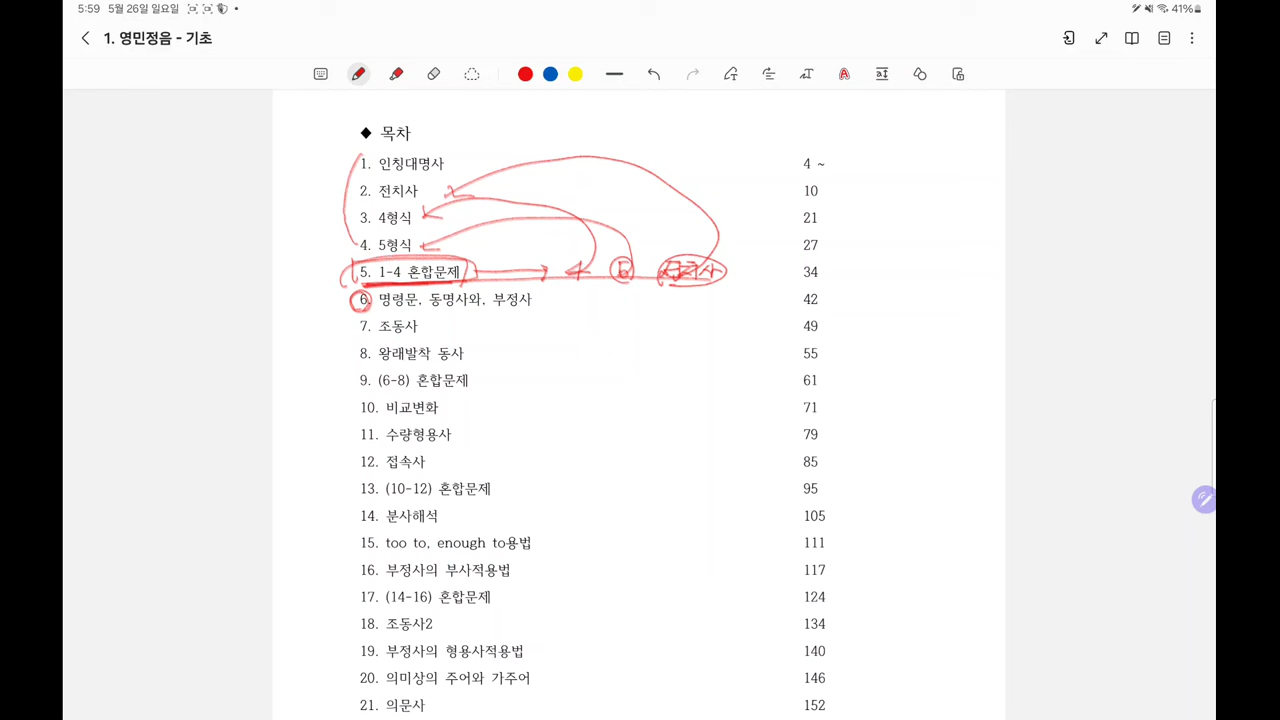 5:59 5월 26일 일요일 41%
1. 영민정음 - 기초
◆ 목차
1. 인칭대명사 4 ~
2. 전치사 10
3. 4형식 21
4. 5형식 27
5. 1-4 혼합문제 4 5 34
6. 명령문, 동명사와, 부정사 42
7. 조동사 49
8. 왕래발착 동사 55
9. (6-8) 혼합문제 61
10. 비교변화 71
11. 수량형용사 79
12. 접속사 85
13. (10-12) 혼합문제 95
14. 분사해석 105
15. too to, enough to용법 111
16. 부정사의 부사적용법 117
17. (14-16) 혼합문제 124
18. 조동사2 134
19. 부정사의 형용사적용법 140
20. 의미상의 주어와 가주어 146
21. 의문사 152